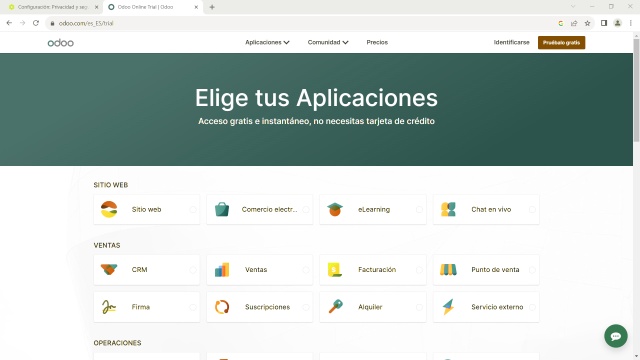 Configuración: Privacidad y seg
Odoo Online Trial | Odoo
odoo.com/es_ES/trial
odoo
Aplicaciones
Comunidad
Precios
Identificarse
Pruébalo gratis
Elige tus Aplicaciones
Acceso gratis e instantáneo, no necesitas tarjeta de crédito
SITIO WEB
Sitio web
Comercio electr...
eLearning
Chat en vivo
VENTAS
CRM
Ventas
Facturación
Punto de venta
Firma
Suscripciones
Alquiler
Servicio externo
OPERACIONES